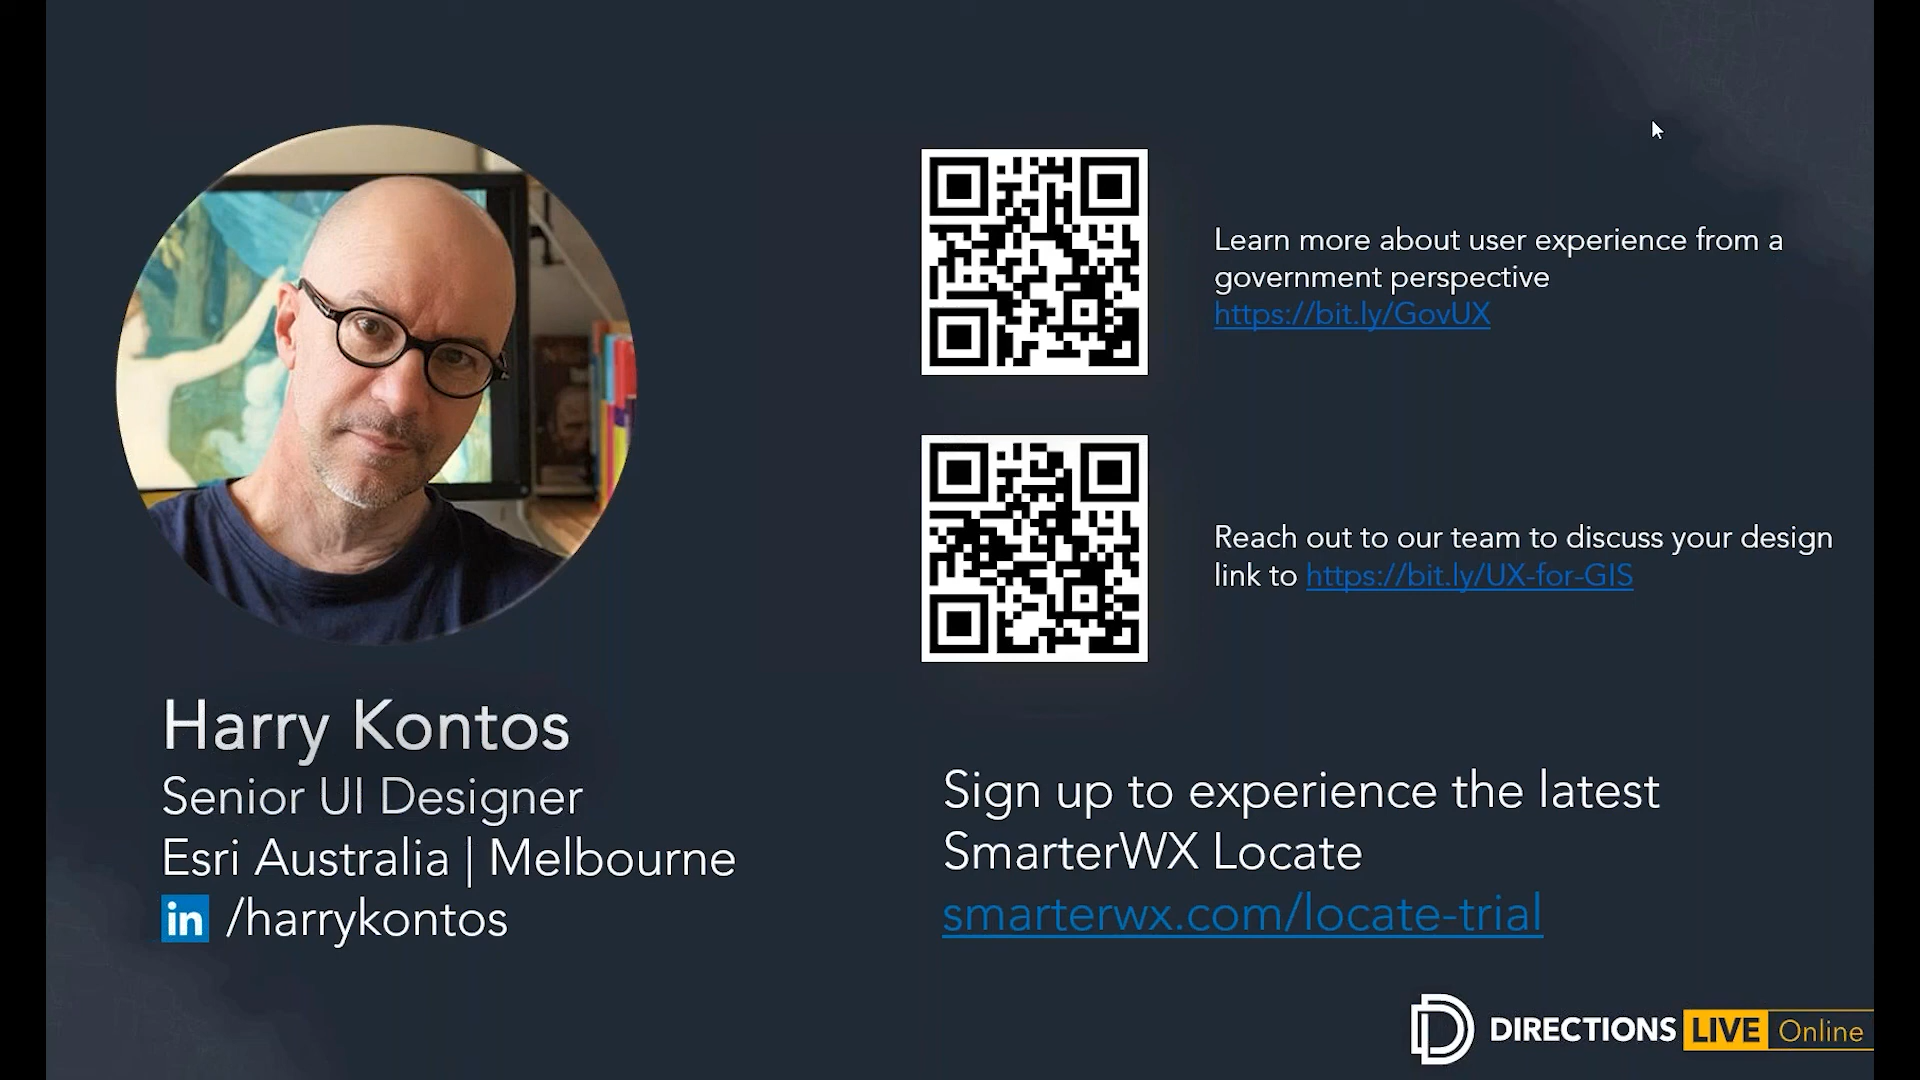 Learn more about user experience from a
government perspective
https://bit.ly/GovUX
Reach out to our team to discuss your design
link to https://bit.ly/UX-for-GIS
Harry Kontos
Senior UI Designer
Esri Australia | Melbourne
in /harrykontos
Sign up to experience the latest
SmarterWX Locate
smarterwx.com/locate-trial
DIRECTIONS LIVE Online